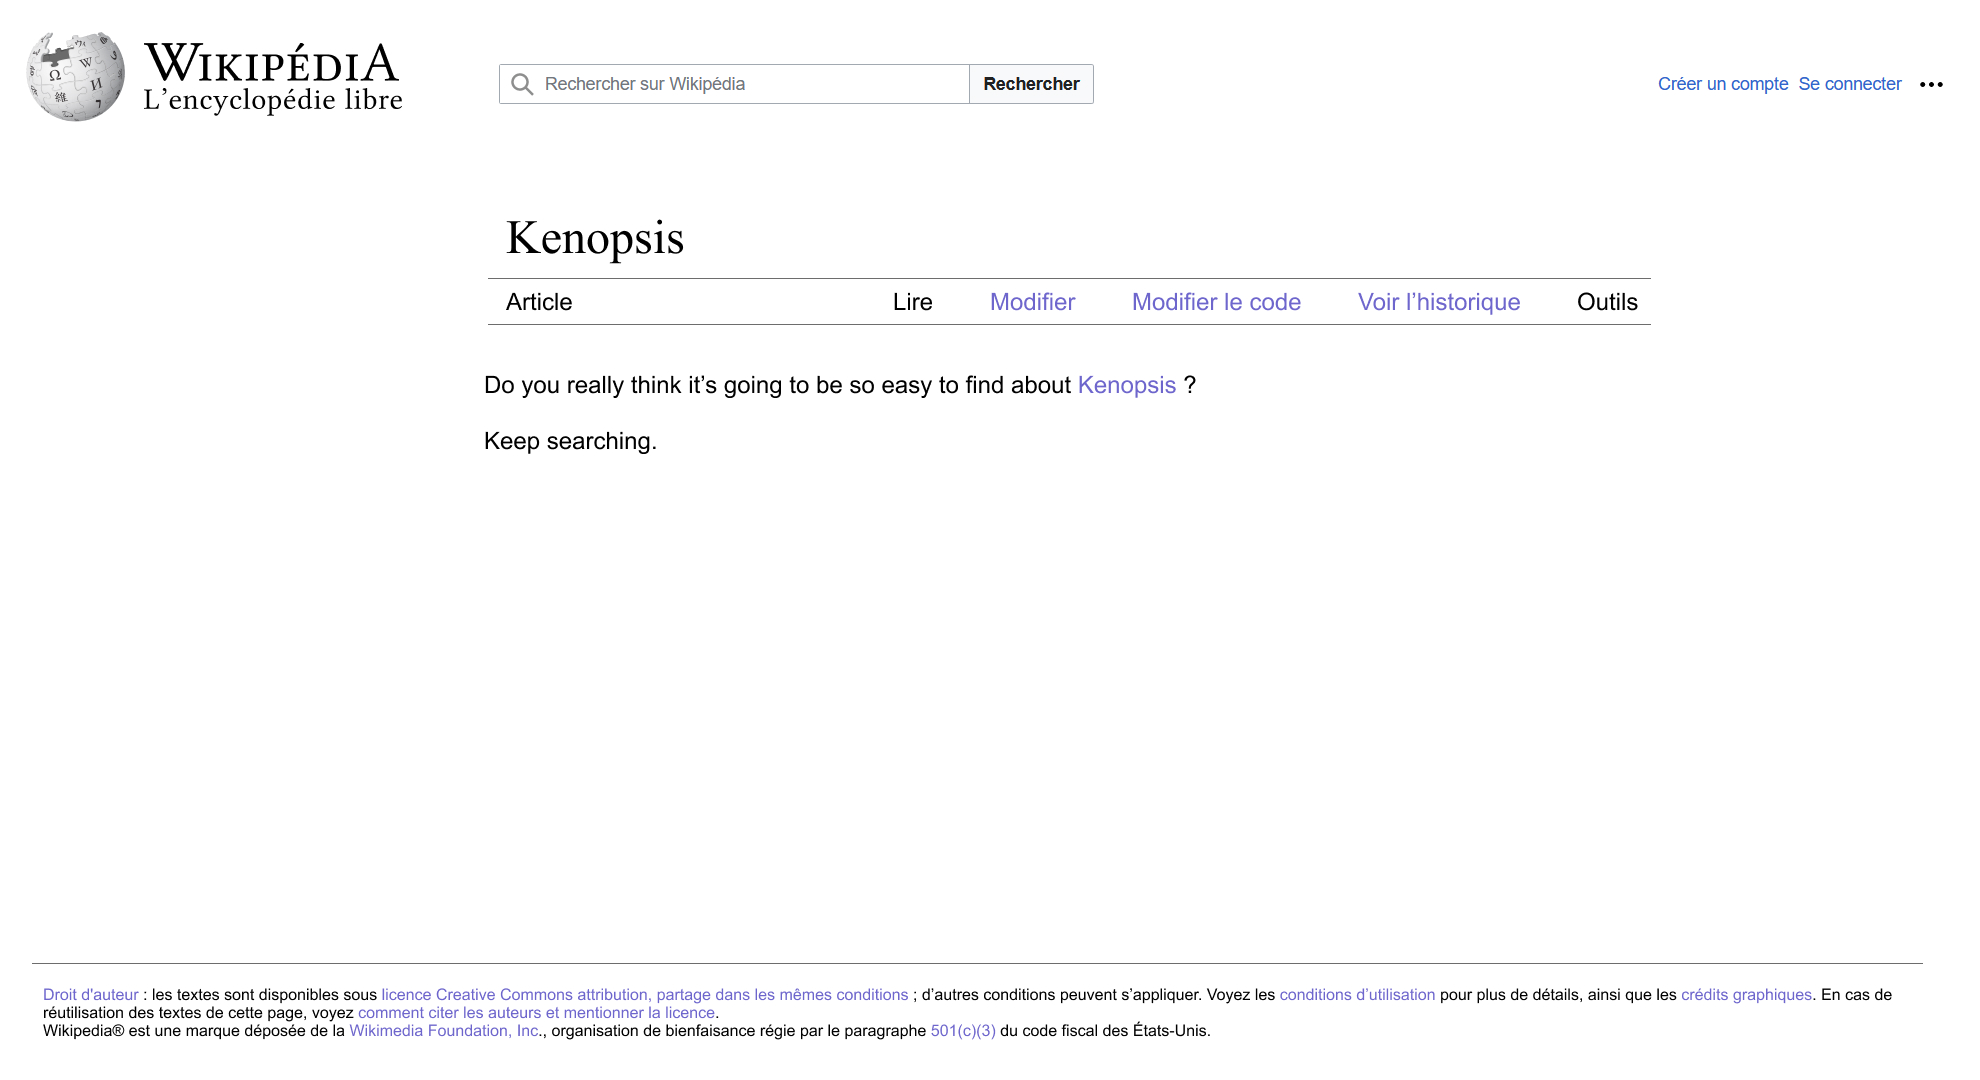 WIKIPÉDIA
L'encyclopédie libre
Rechercher sur Wikipédia Rechercher
Créer un compte Se connecter •••
Kenopsis
Article Lire Modifier Modifier le code Voir l’historique Outils
Do you really think it’s going to be so easy to find about Kenopsis ?
Keep searching.
Droit d'auteur : les textes sont disponibles sous licence Creative Commons attribution, partage dans les mêmes conditions ; d’autres conditions peuvent s’appliquer. Voyez les conditions d’utilisation pour plus de détails, ainsi que les crédits graphiques. En cas de
réutilisation des textes de cette page, voyez comment citer les auteurs et mentionner la licence.
Wikipedia® est une marque déposée de la Wikimedia Foundation, Inc., organisation de bienfaisance régie par le paragraphe 501(c)(3) du code fiscal des États-Unis.